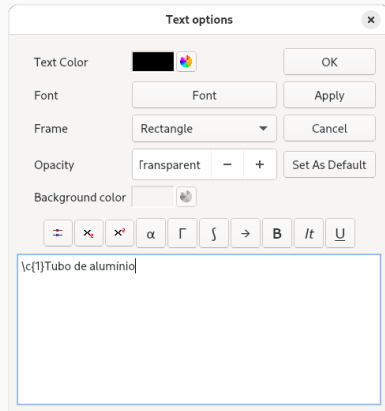 Text options
Text Color
OK
Font
Font
Apply
Frame
Rectangle
Cancel
Opacity
Transparent
−
+
Set As Default
Background color
α
Γ
∫
→
B
It
U
\c{1}Tubo de alumínio